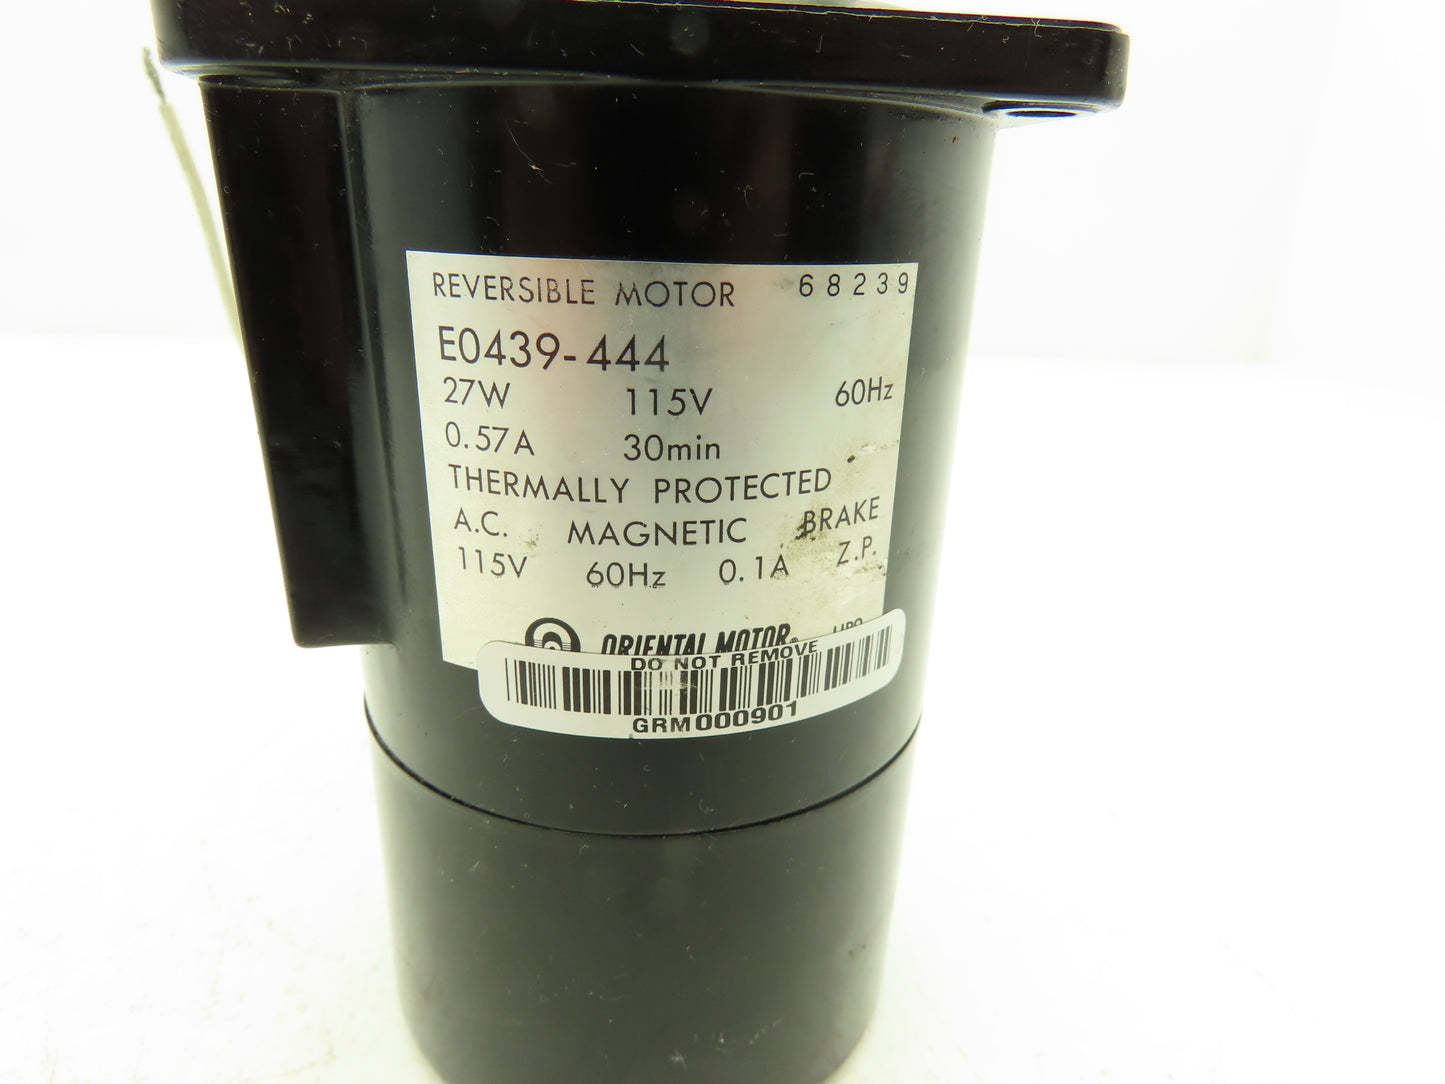 REVERSIBLE MOTOR 68239
E0439-444
27W 115V 60Hz
0.57A 30min
THERMALLY PROTECTED
A.C. MAGNETIC BRAKE
115V 60Hz 0.1A Z.P.
ORIENTAL MOTOR
DO NOT REMOVE
GRM000901